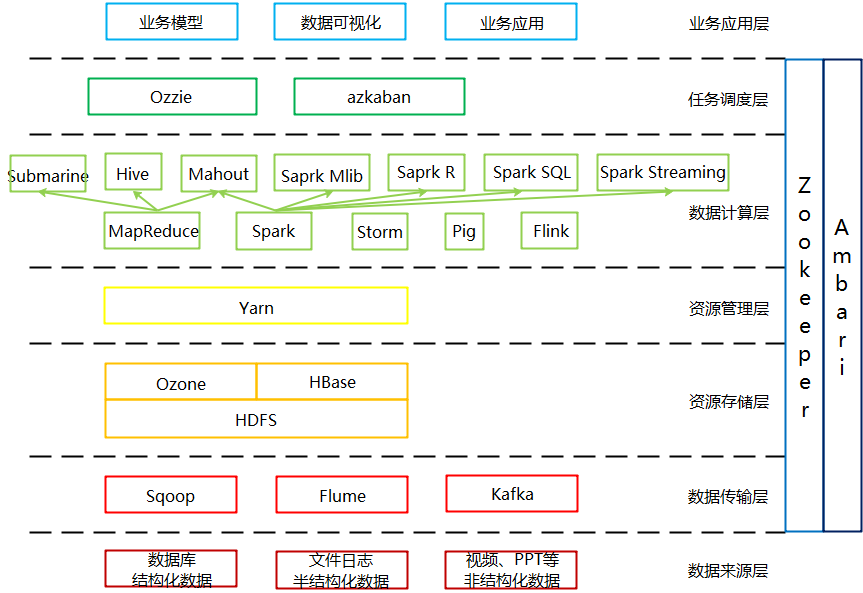 业务模型
数据可视化
业务应用
业务应用层
Ozzie
azkaban
任务调度层
Submarine
Hive
Mahout
Saprk Mlib
Saprk R
Spark SQL
Spark Streaming
数据计算层
MapReduce
Spark
Storm
Pig
Flink
Yarn
资源管理层
Ozone
HBase
HDFS
资源存储层
Sqoop
Flume
Kafka
数据传输层
数据库
结构化数据
文件日志
半结构化数据
视频、PPT等
非结构化数据
数据来源层
Zookeeper
Ambari